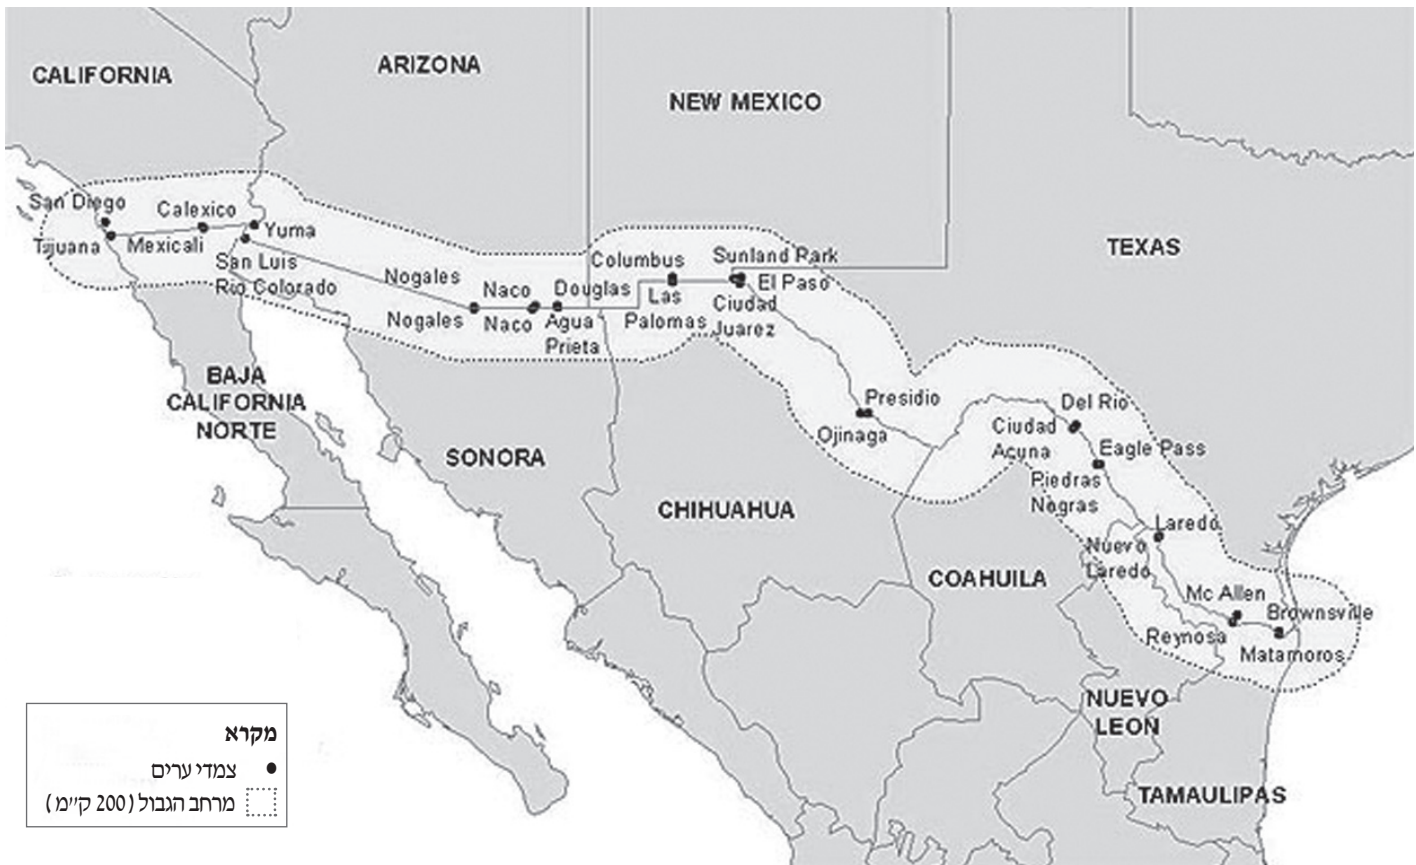 CALIFORNIA
ARIZONA
NEW MEXICO
TEXAS
San Diego
Tijuana
Calexico
Mexicali
Yuma
San Luis
Rio Colorado
Nogales
Nogales
Naco
Naco
Douglas
Agua
Prieta
Columbus
Las
Palomas
Sunland Park
El Paso
Ciudad
Juarez
Presidio
Ojinaga
Del Rio
Ciudad
Acuna
Eagle Pass
Piedras
Negras
Laredo
Nuevo
Laredo
Mc Allen
Reynosa
Brownsville
Matamoros
BAJA
CALIFORNIA
NORTE
SONORA
CHIHUAHUA
COAHUILA
NUEVO
LEON
TAMAULIPAS
מקרא
צמדי ערים
מרחב הגבול (200 ק״מ)